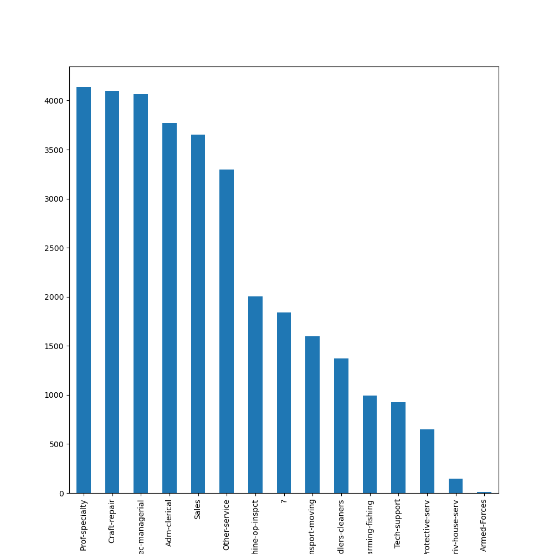 4000
3500
3000
2500
2000
1500
1000
500
0
Prof-specialty
Craft-repair
ec-managerial
Adm-clerical
Sales
Other-service
hine-op-inspct
?
nsport-moving
dlers-cleaners
arming-fishing
Tech-support
rotective-serv
riv-house-serv
Armed-Forces